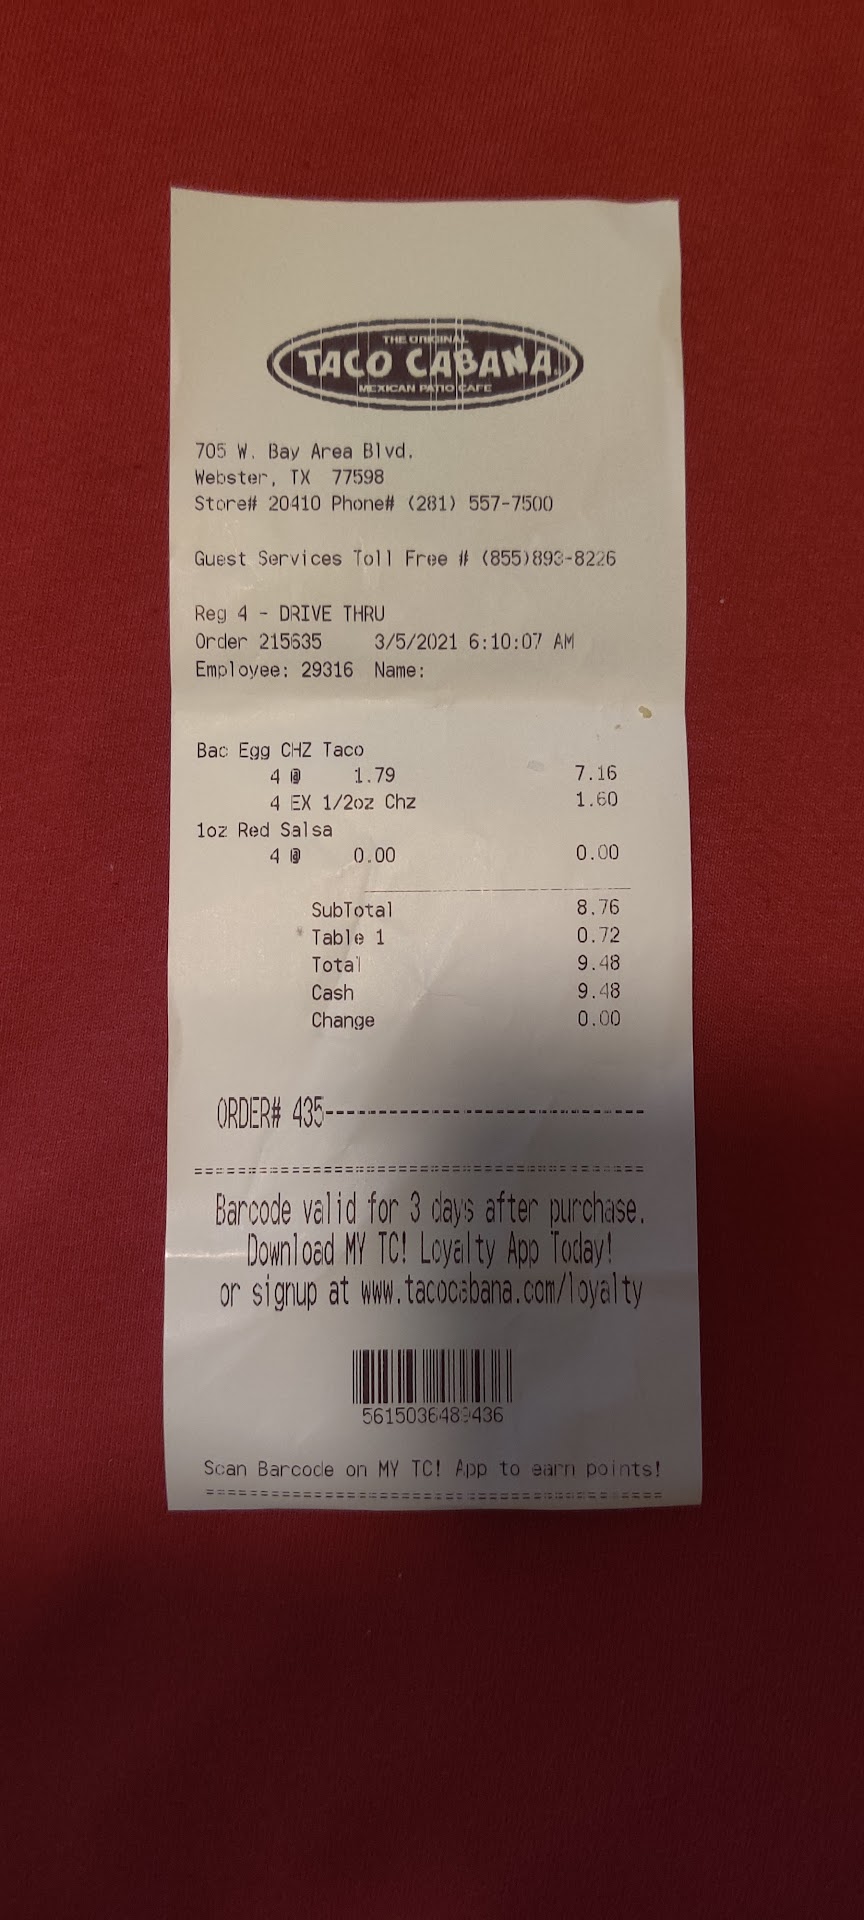 THE ORIGINAL
TACO CABANA
MEXICAN PATIO CAFE
705 W. Bay Area Blvd.
Webster, TX 77598
Store# 20410 Phone# (281) 557-7500
Guest Services Toll Free # (855)893-8226
Reg 4 - DRIVE THRU
Order 215635 3/5/2021 6:10:07 AM
Employee: 29316 Name:
Bac Egg CHZ Taco
4 @ 1.79 7.16
4 EX 1/2oz Chz 1.60
1oz Red Salsa
4 @ 0.00 0.00
SubTotal 8.76
* Table 1 0.72
Total 9.48
Cash 9.48
Change 0.00
ORDER# 435------------------------------
===========================================
Barcode valid for 3 days after purchase.
Download MY TC! Loyalty App Today!
or signup at www.tacocabana.com/loyalty
5615036489436
Scan Barcode on MY TC! App to earn points!
===========================================